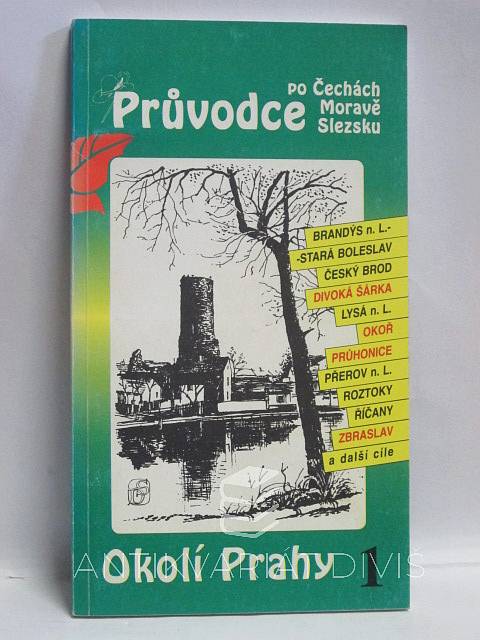 Průvodce
po Čechách
Moravě
Slezsku
BRANDÝS n. L.-
-STARÁ BOLESLAV
ČESKÝ BROD
DIVOKÁ ŠÁRKA
LYSÁ n. L.
OKOŘ
PRŮHONICE
PŘEROV n. L.
ROZTOKY
ŘÍČANY
ZBRASLAV
a další cíle
Okolí Prahy 1
ANTIKVARIÁT DIVIŠ